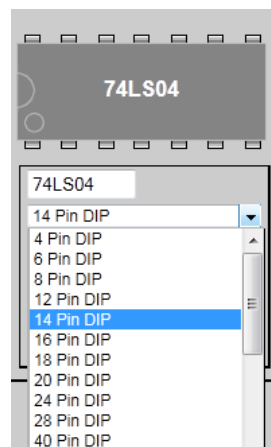 74LS04
74LS04
14 Pin DIP
4 Pin DIP
6 Pin DIP
8 Pin DIP
12 Pin DIP
14 Pin DIP
16 Pin DIP
18 Pin DIP
20 Pin DIP
24 Pin DIP
28 Pin DIP
40 Pin DIP